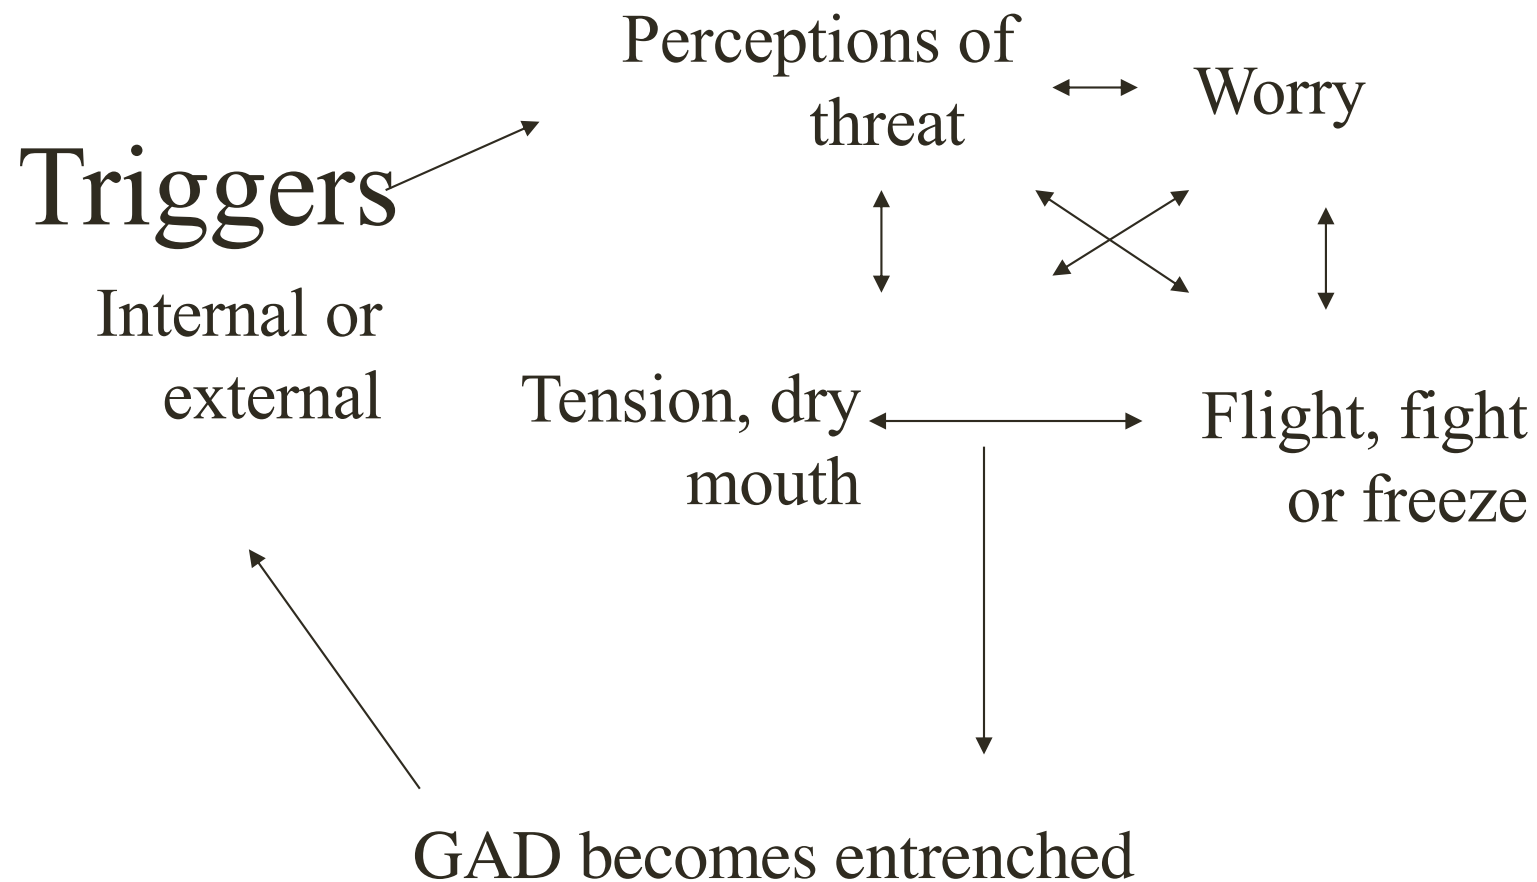 Triggers
Internal or
external
Perceptions of
threat
Worry
Tension, dry
mouth
Flight, fight
or freeze
GAD becomes entrenched